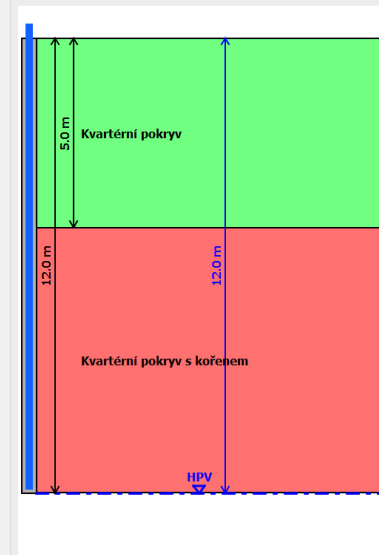 5.0 m
Kvartérní pokryv
12.0 m
12.0 m
Kvartérní pokryv s kořenem
HPV